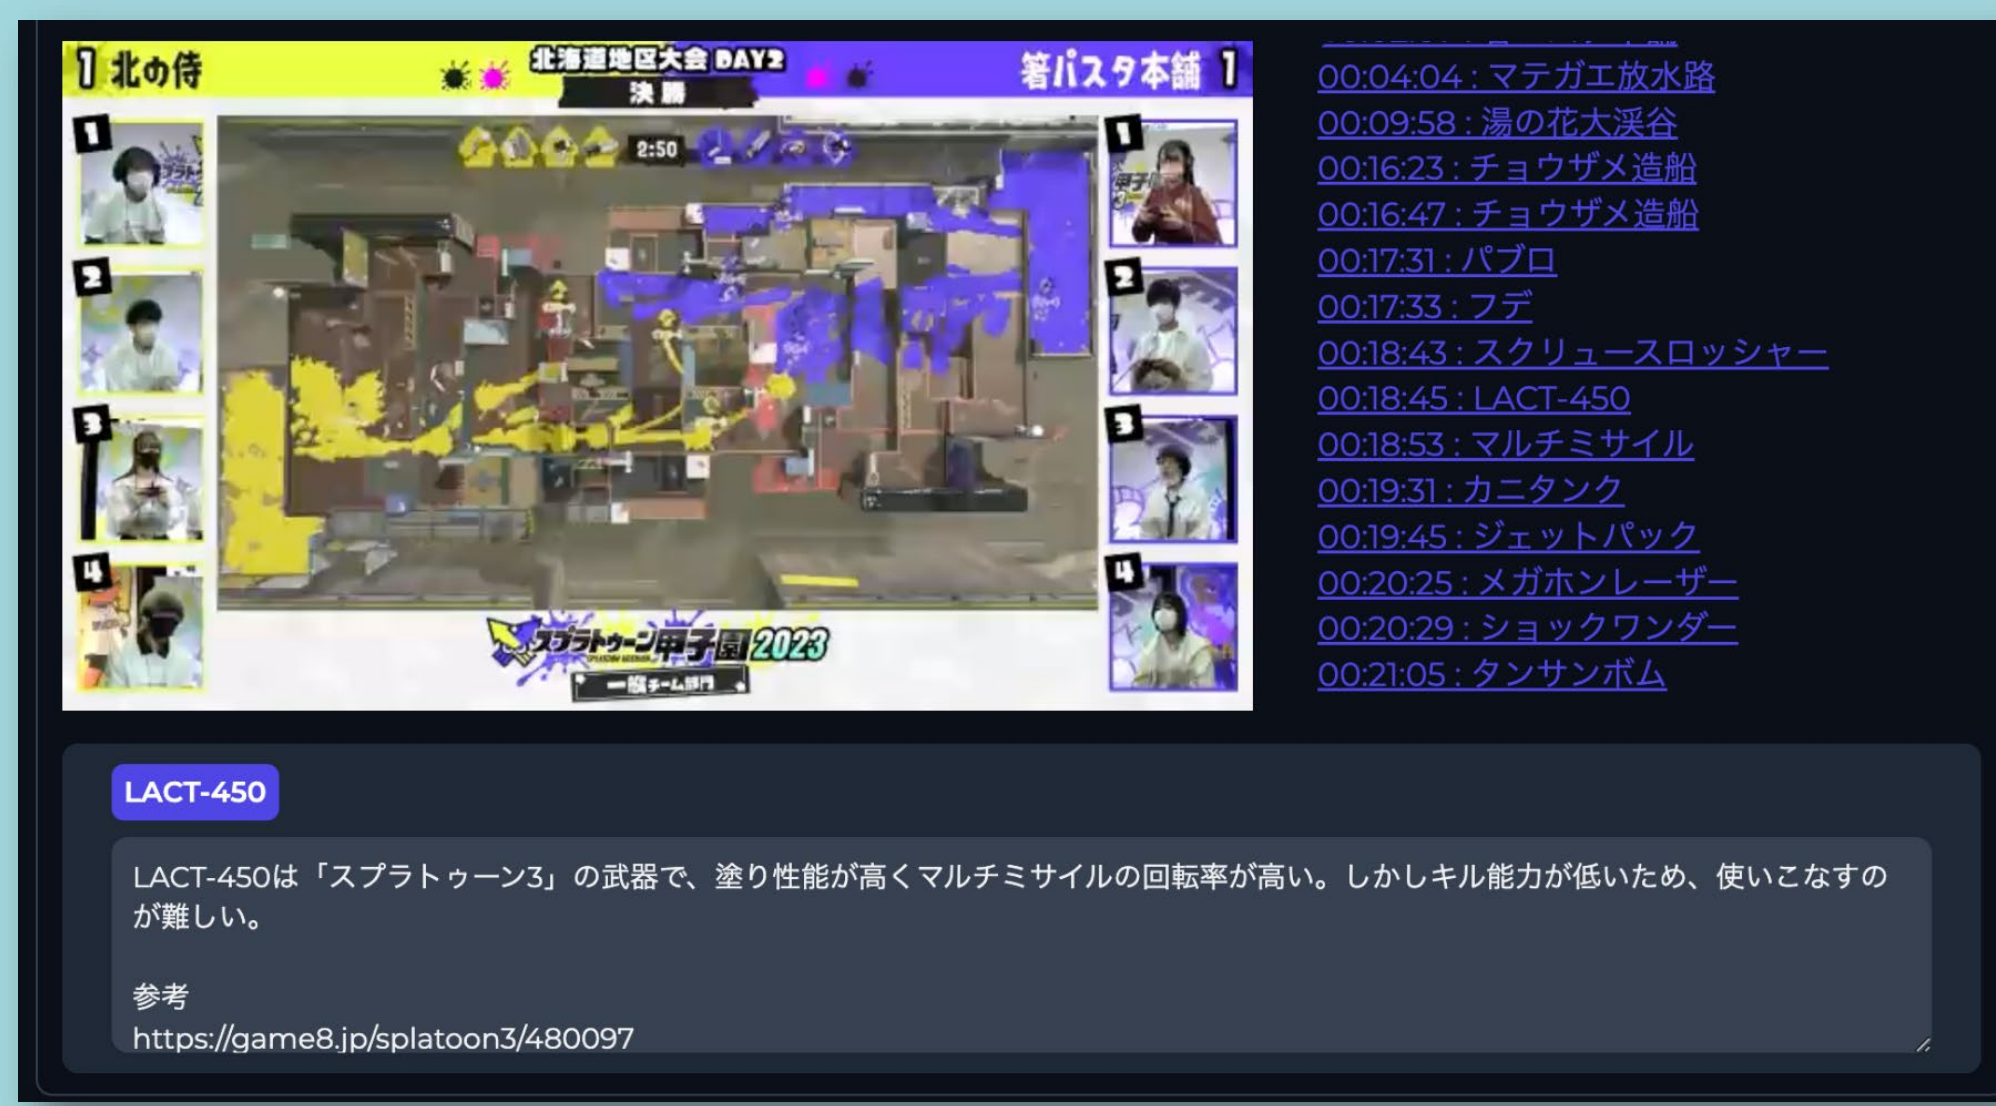 1 北の侍
北海道地区大会 DAY2
決勝
箸パスタ本舗 1
1
2
3
4
2:50
1
2
3
4
スプラトゥーン甲子園2023
一般チーム部門
00:04:04 : マテガエ放水路
00:09:58 : 湯の花大渓谷
00:16:23 : チョウザメ造船
00:16:47 : チョウザメ造船
00:17:31 : パブロ
00:17:33 : フデ
00:18:43 : スクリュースロッシャー
00:18:45 : LACT-450
00:18:53 : マルチミサイル
00:19:31 : カニタンク
00:19:45 : ジェットパック
00:20:25 : メガホンレーザー
00:20:29 : ショックワンダー
00:21:05 : タンサンボム
LACT-450
LACT-450は「スプラトゥーン3」の武器で、塗り性能が高くマルチミサイルの回転率が高い。しかしキル能力が低いため、使いこなすの
が難しい。
参考
https://game8.jp/splatoon3/480097